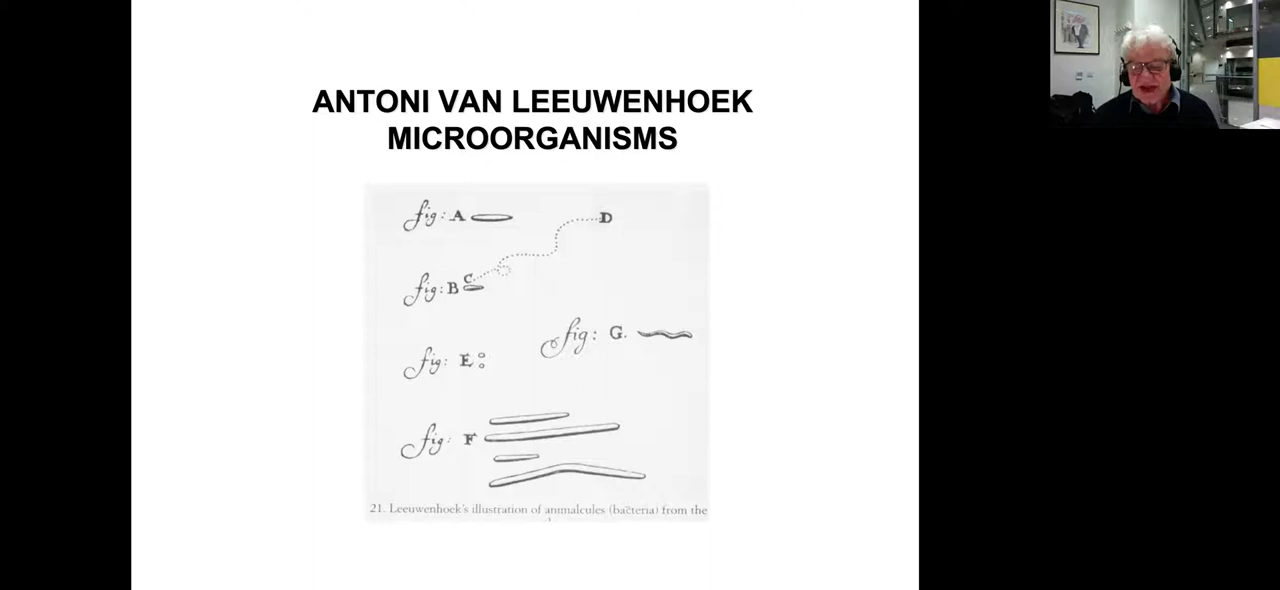 ANTONI VAN LEEUWENHOEK
MICROORGANISMS
fig: A
D
C
fig: B
fig: G.
fig: E
fig: F
21. Leeuwenhoek's illustration of animalcules (bacteria) from the